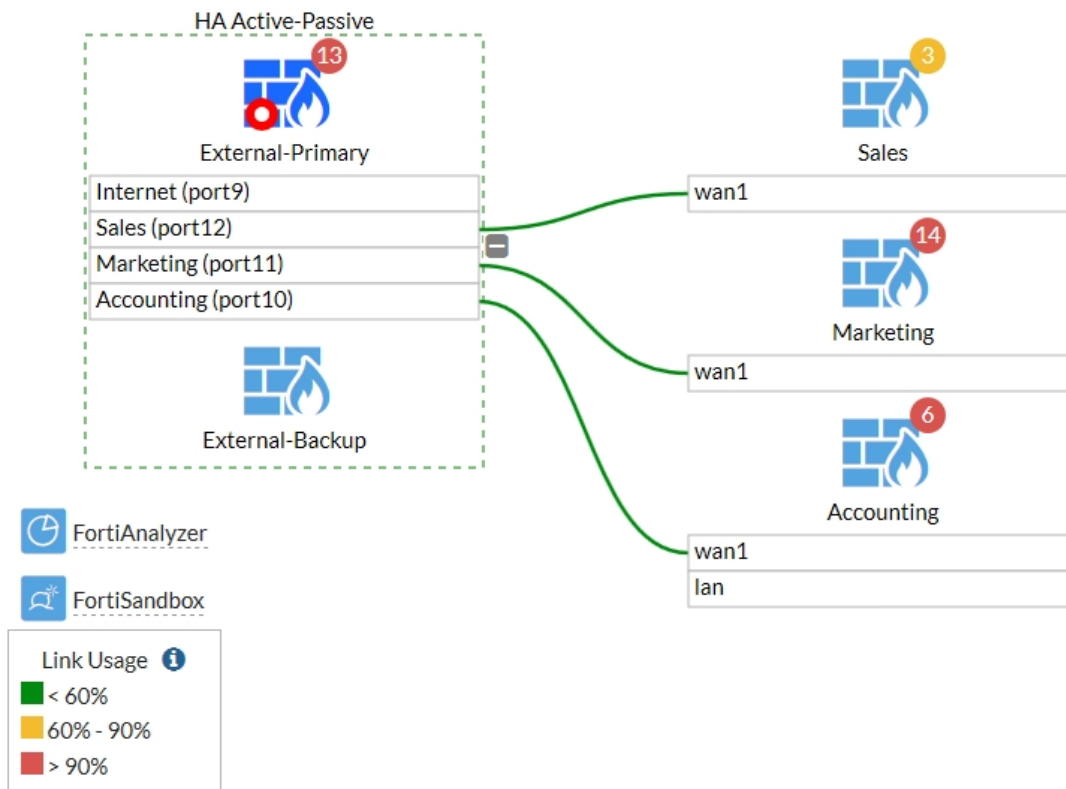 HA Active-Passive
13
External-Primary
Internet (port9)
Sales (port12)
Marketing (port11)
Accounting (port10)
External-Backup
3
Sales
wan1
14
Marketing
wan1
6
Accounting
wan1
lan
FortiAnalyzer
FortiSandbox
Link Usage
< 60%
60% - 90%
> 90%